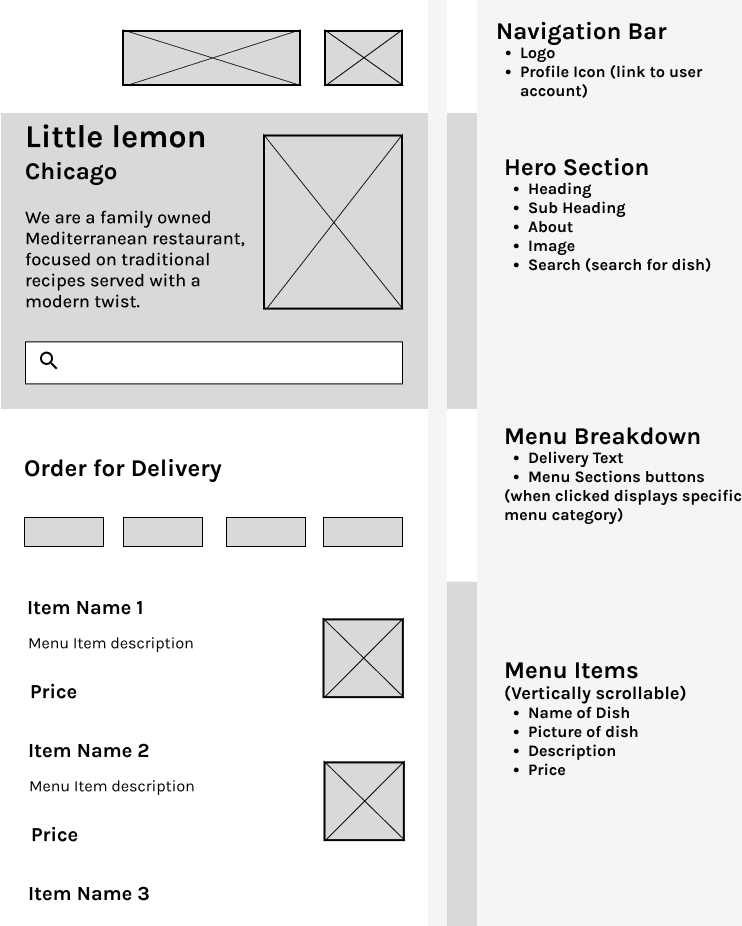 Little lemon
Chicago
We are a family owned
Mediterranean restaurant,
focused on traditional
recipes served with a
modern twist.
Order for Delivery
Item Name 1
Menu Item description
Price
Item Name 2
Menu Item description
Price
Item Name 3
Navigation Bar
• Logo
• Profile Icon (link to user
account)
Hero Section
• Heading
• Sub Heading
• About
• Image
• Search (search for dish)
Menu Breakdown
• Delivery Text
• Menu Sections buttons
(when clicked displays specific
menu category)
Menu Items
(Vertically scrollable)
• Name of Dish
• Picture of dish
• Description
• Price